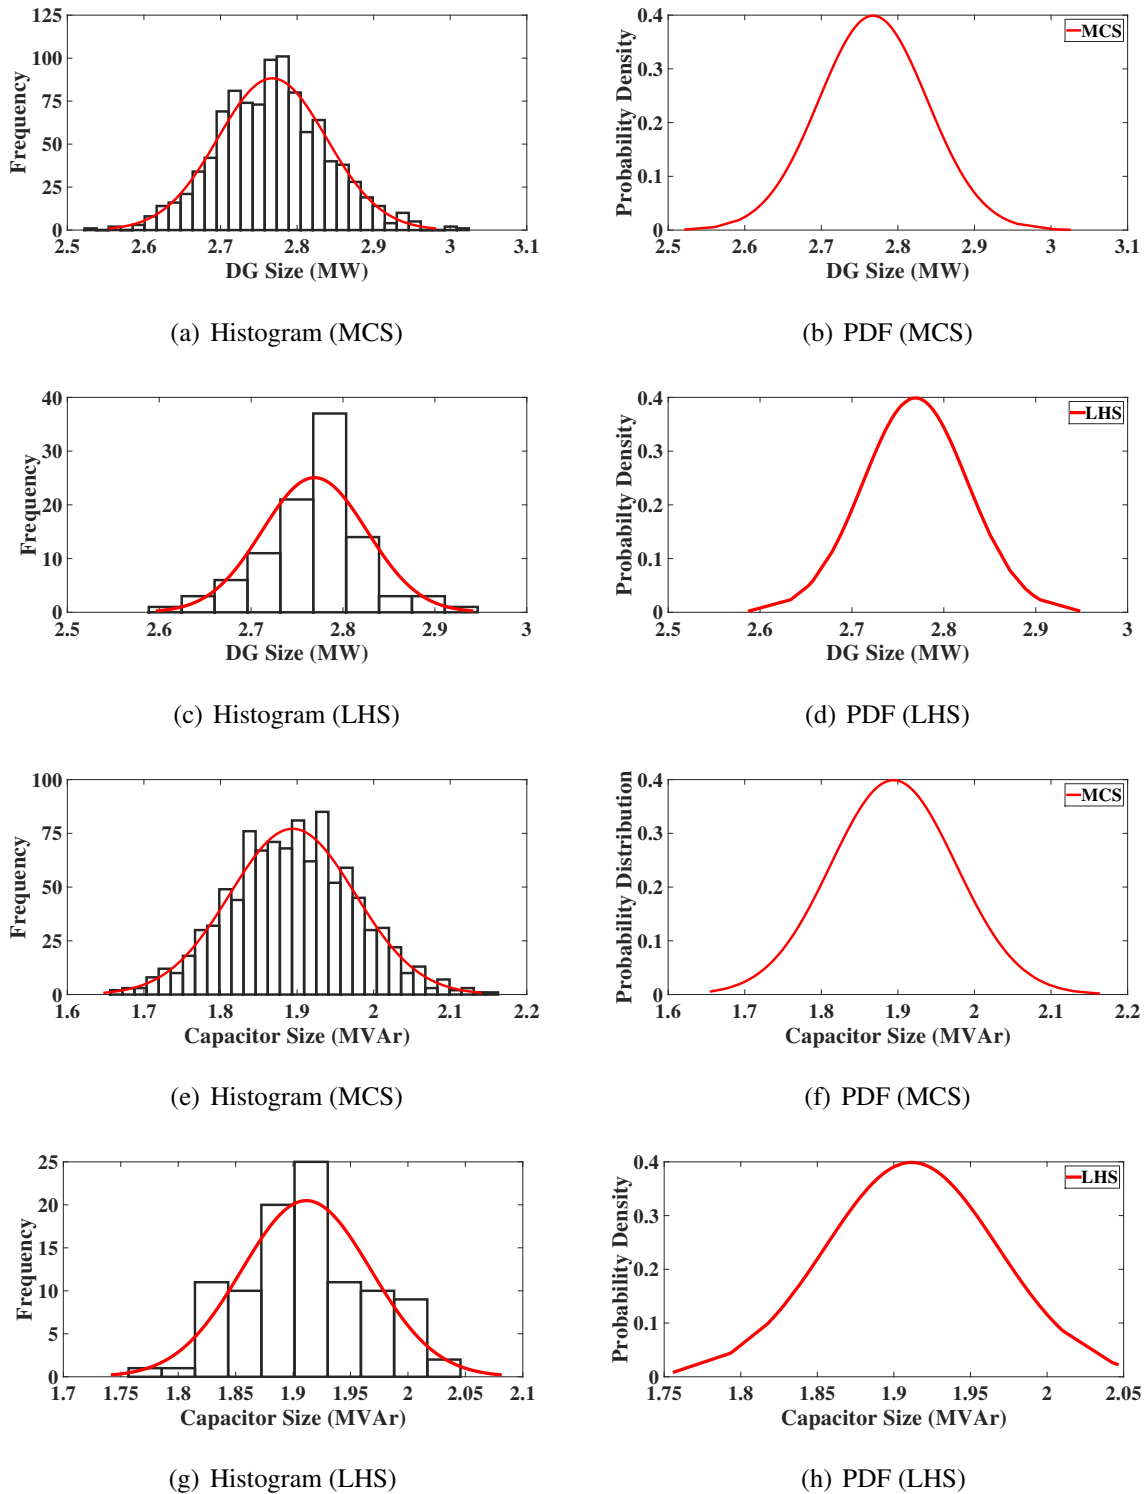 125
100
75
50
25
0
Frequency
2.5 2.6 2.7 2.8 2.9 3 3.1
DG Size (MW)
(a) Histogram (MCS)
0.4
0.3
0.2
0.1
0
Probability Density
MCS
2.5 2.6 2.7 2.8 2.9 3 3.1
DG Size (MW)
(b) PDF (MCS)
40
30
20
10
0
Frequency
2.5 2.6 2.7 2.8 2.9 3
DG Size (MW)
(c) Histogram (LHS)
0.4
0.3
0.2
0.1
0
Probabilty Density
LHS
2.5 2.6 2.7 2.8 2.9 3
DG Size (MW)
(d) PDF (LHS)
100
75
50
25
0
Frequency
1.6 1.7 1.8 1.9 2 2.1 2.2
Capacitor Size (MVAr)
(e) Histogram (MCS)
0.4
0.3
0.2
0.1
0
Probability Distribution
MCS
1.6 1.7 1.8 1.9 2 2.1 2.2
Capacitor Size (MVAr)
(f) PDF (MCS)
25
20
15
10
5
0
Frequency
1.7 1.75 1.8 1.85 1.9 1.95 2 2.05 2.1
Capacitor Size (MVAr)
(g) Histogram (LHS)
0.4
0.3
0.2
0.1
0
Probability Density
LHS
1.75 1.8 1.85 1.9 1.95 2 2.05
Capacitor Size (MVAr)
(h) PDF (LHS)